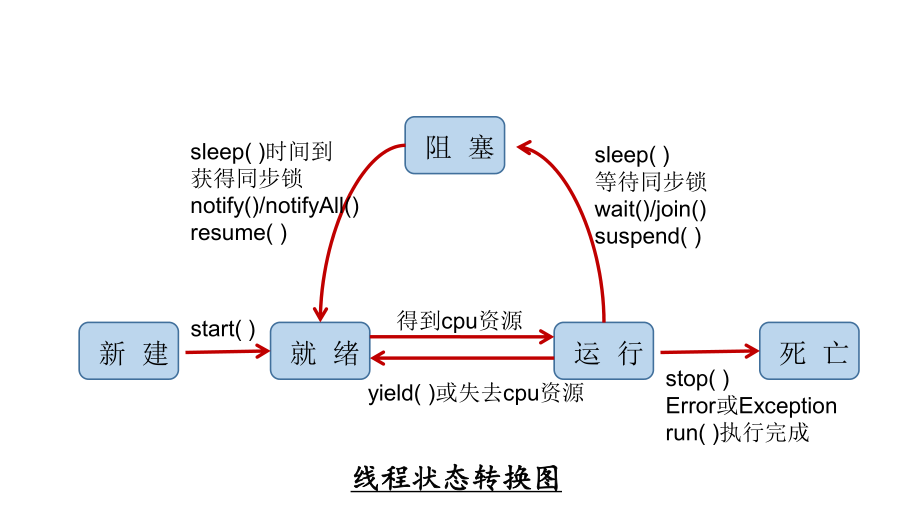 阻 塞
sleep( )时间到
获得同步锁
notify()/notifyAll()
resume( )
sleep( )
等待同步锁
wait()/join()
suspend( )
新 建
start( )
就 绪
得到cpu资源
yield( )或失去cpu资源
运 行
死 亡
stop( )
Error或Exception
run( )执行完成
线程状态转换图